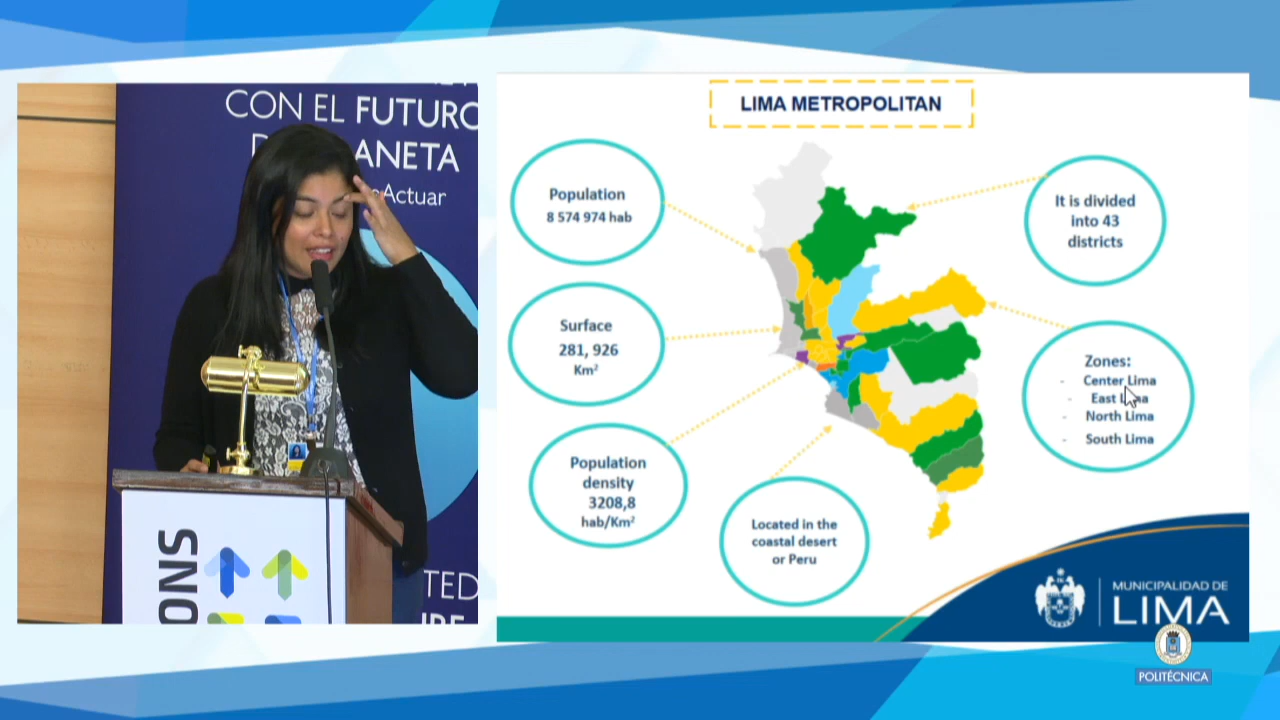 CON EL FUTURO
ANETA
Actuar
TED
IONS
LIMA METROPOLITAN
Population
8 574 974 hab
Surface
281, 926
Km²
Population
density
3208,8
hab/Km²
Located in the
coastal desert
or Peru
It is divided
into 43
districts
Zones:
- Center Lima
- East Lima
- North Lima
- South Lima
MUNICIPALIDAD DE
LIMA
POLITÉCNICA